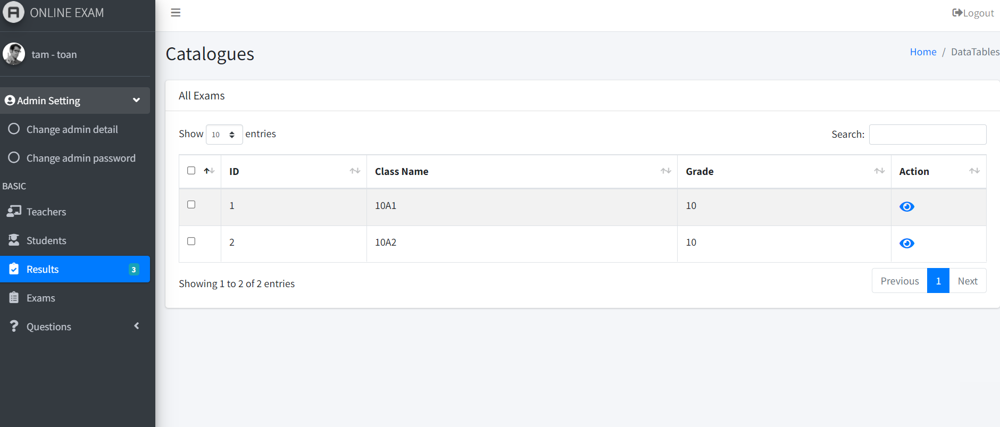 ONLINE EXAM
Logout
tam - toan
Catalogues
Home / DataTables
Admin Setting
Change admin detail
Change admin password
BASIC
Teachers
Students
Results 3
Exams
Questions
All Exams
Show 10 entries
Search:
ID Class Name Grade Action
1 10A1 10
2 10A2 10
Showing 1 to 2 of 2 entries
Previous 1 Next